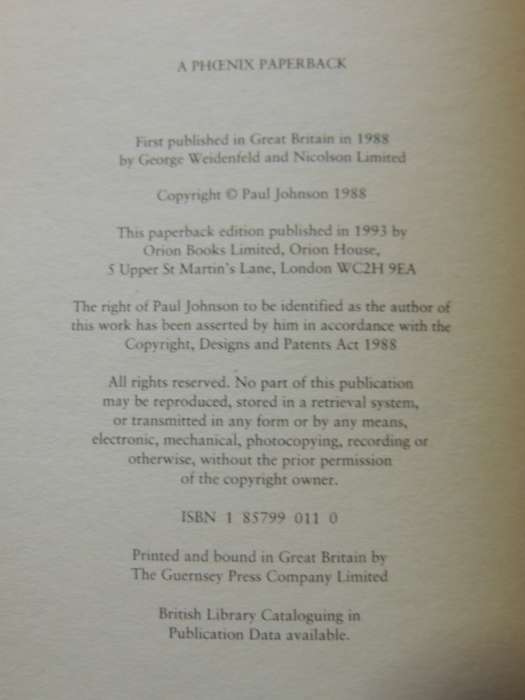 A PHŒNIX PAPERBACK
First published in Great Britain in 1988
by George Weidenfeld and Nicolson Limited
Copyright © Paul Johnson 1988
This paperback edition published in 1993 by
Orion Books Limited, Orion House,
5 Upper St Martin's Lane, London WC2H 9EA
The right of Paul Johnson to be identified as the author of
this work has been asserted by him in accordance with the
Copyright, Designs and Patents Act 1988
All rights reserved. No part of this publication
may be reproduced, stored in a retrieval system,
or transmitted in any form or by any means,
electronic, mechanical, photocopying, recording or
otherwise, without the prior permission
of the copyright owner.
ISBN 1 85799 011 0
Printed and bound in Great Britain by
The Guernsey Press Company Limited
British Library Cataloguing in
Publication Data available.